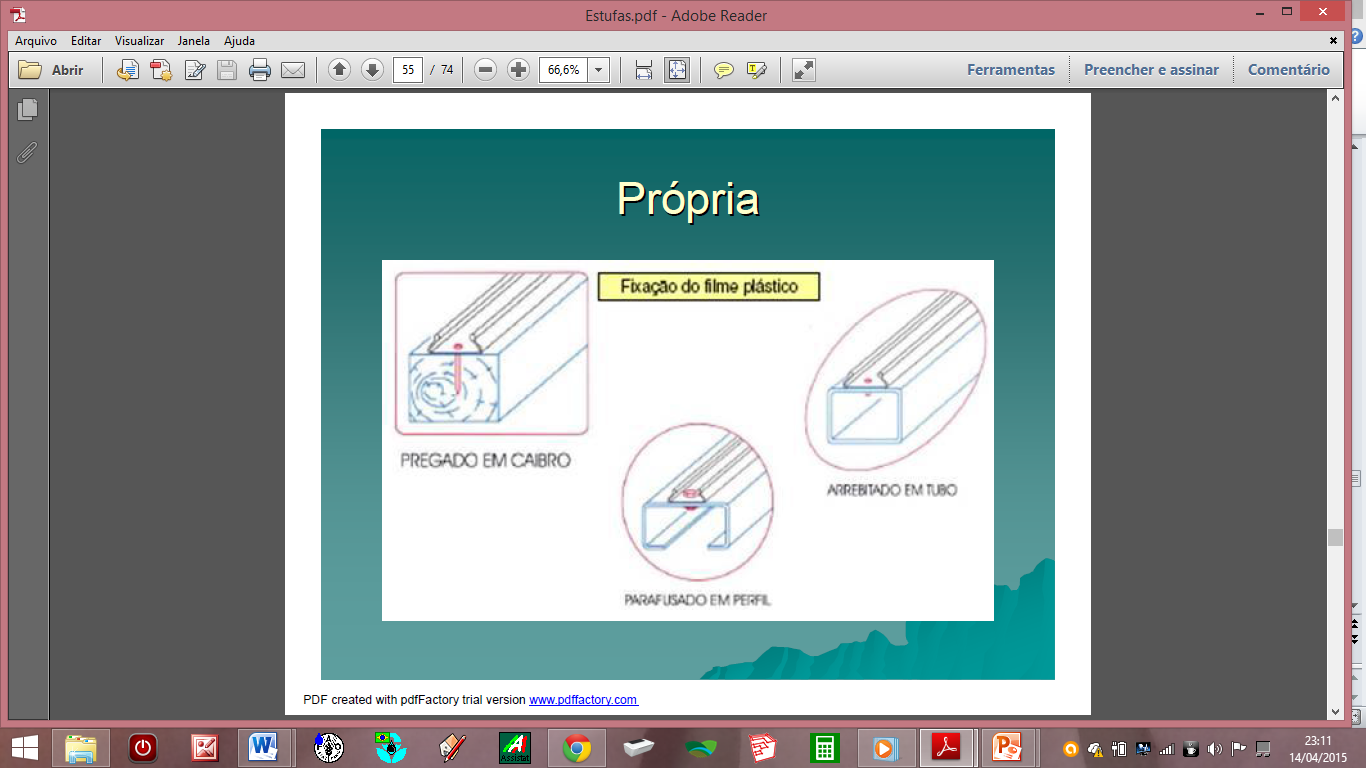 Estufas.pdf - Adobe Reader
Arquivo Editar Visualizar Janela Ajuda
Abrir 55 / 74 66,6% Ferramentas Preencher e assinar Comentário
Própria
Fixação do filme plástico
PREGADO EM CAIBRO
ARREBITADO EM TUBO
PARAFUSADO EM PERFIL
PDF created with pdfFactory trial version www.pdffactory.com
23:11
14/04/2015